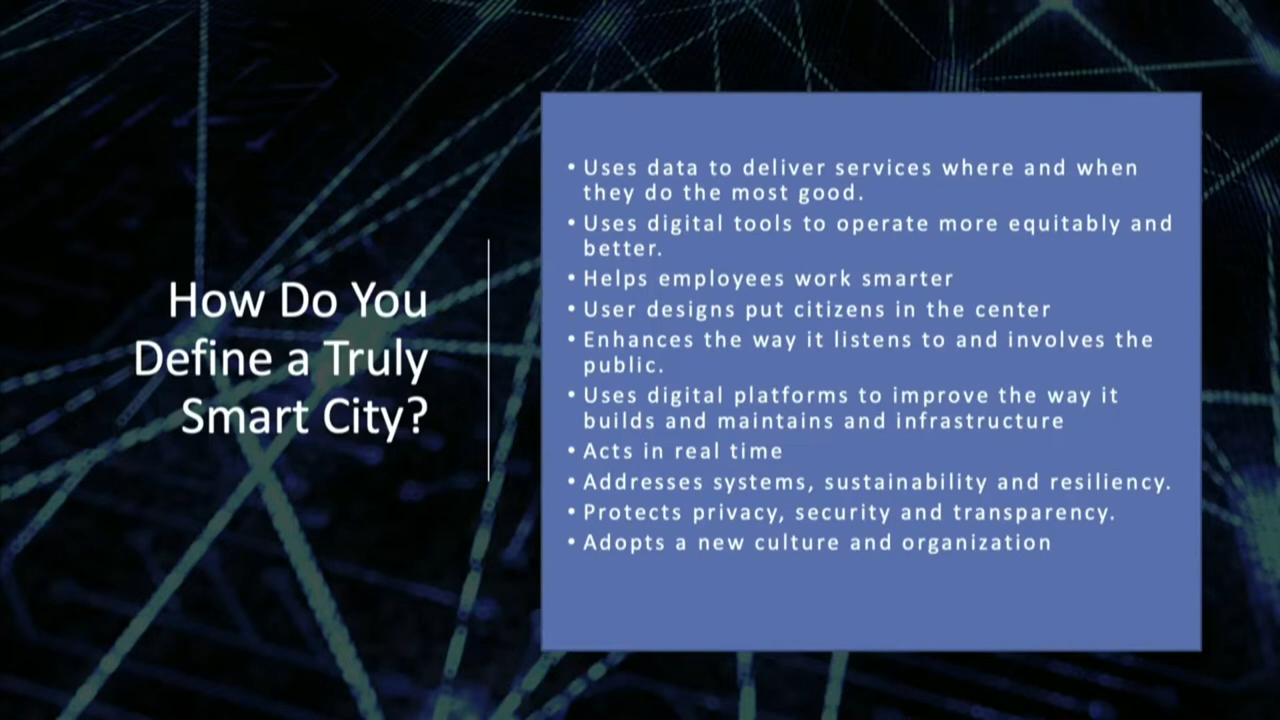 How Do You
Define a Truly
Smart City?
• Uses data to deliver services where and when
they do the most good.
• Uses digital tools to operate more equitably and
better.
• Helps employees work smarter
• User designs put citizens in the center
• Enhances the way it listens to and involves the
public.
• Uses digital platforms to improve the way it
builds and maintains and infrastructure
• Acts in real time
• Addresses systems, sustainability and resiliency.
• Protects privacy, security and transparency.
• Adopts a new culture and organization